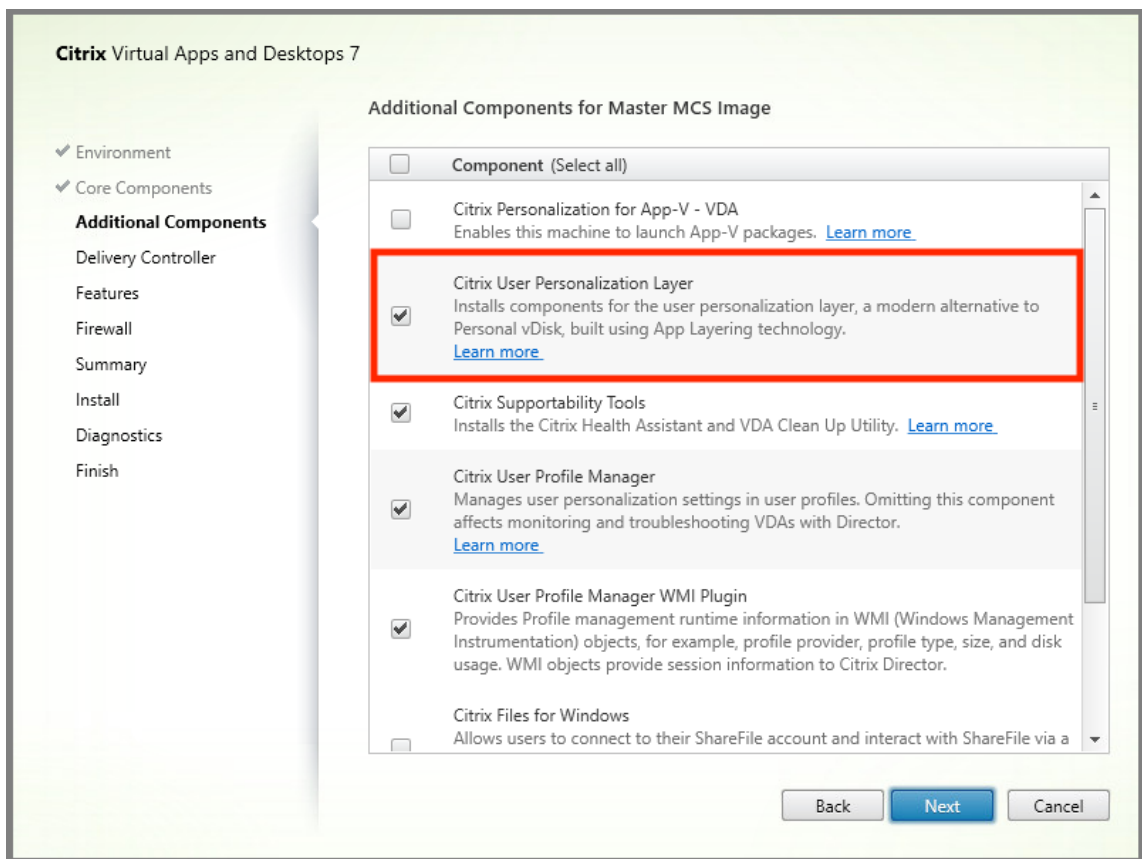 Citrix Virtual Apps and Desktops 7
Additional Components for Master MCS Image
Environment
Core Components
Additional Components
Delivery Controller
Features
Firewall
Summary
Install
Diagnostics
Finish
Component (Select all)
Citrix Personalization for App-V - VDA
Enables this machine to launch App-V packages. Learn more
Citrix User Personalization Layer
Installs components for the user personalization layer, a modern alternative to
Personal vDisk, built using App Layering technology.
Learn more
Citrix Supportability Tools
Installs the Citrix Health Assistant and VDA Clean Up Utility. Learn more
Citrix User Profile Manager
Manages user personalization settings in user profiles. Omitting this component
affects monitoring and troubleshooting VDAs with Director.
Learn more
Citrix User Profile Manager WMI Plugin
Provides Profile management runtime information in WMI (Windows Management
Instrumentation) objects, for example, profile provider, profile type, size, and disk
usage. WMI objects provide session information to Citrix Director.
Citrix Files for Windows
Allows users to connect to their ShareFile account and interact with ShareFile via a
Back
Next
Cancel